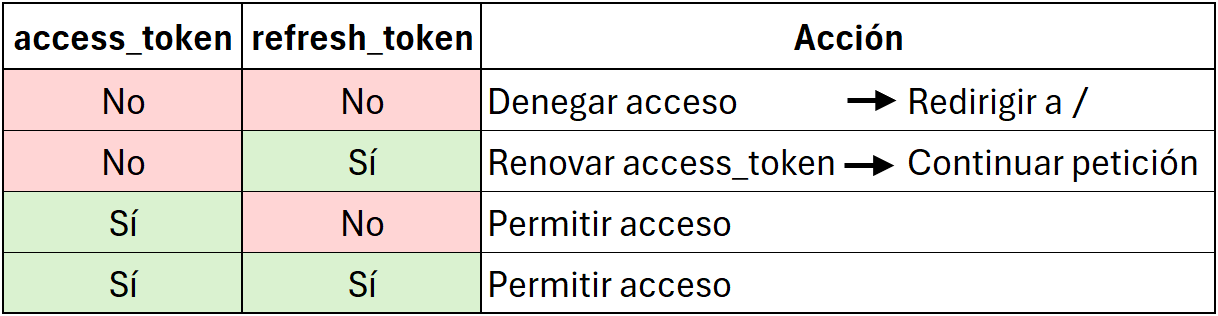 access_token refresh_token Acción
No No Denegar acceso → Redirigir a /
No Sí Renovar access_token → Continuar petición
Sí No Permitir acceso
Sí Sí Permitir acceso